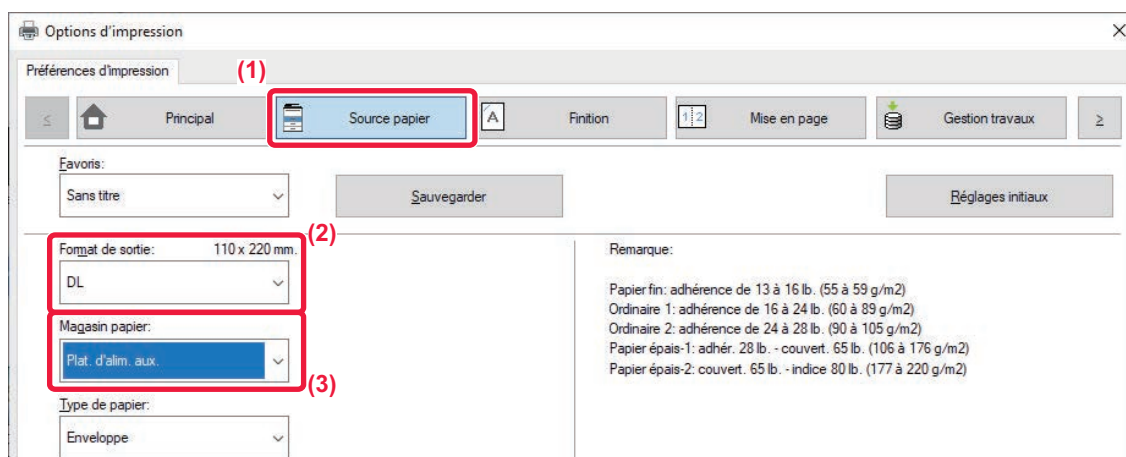 Options d'impression
Préférences d'impression
(1)
Principal
Source papier
A
Finition
1 2
Mise en page
Gestion travaux
<
>
Favoris:
Sans titre
Sauvegarder
Réglages initiaux
(2)
Format de sortie: 110 x 220 mm.
DL
Magasin papier:
Plat. d'alim. aux.
(3)
Type de papier:
Enveloppe
Remarque:
Papier fin: adhérence de 13 à 16 lb. (55 à 59 g/m2)
Ordinaire 1: adhérence de 16 à 24 lb. (60 à 89 g/m2)
Ordinaire 2: adhérence de 24 à 28 lb. (90 à 105 g/m2)
Papier épais-1: adhér. 28 lb. - couvert. 65 lb. (106 à 176 g/m2)
Papier épais-2: couvert. 65 lb. - indice 80 lb. (177 à 220 g/m2)